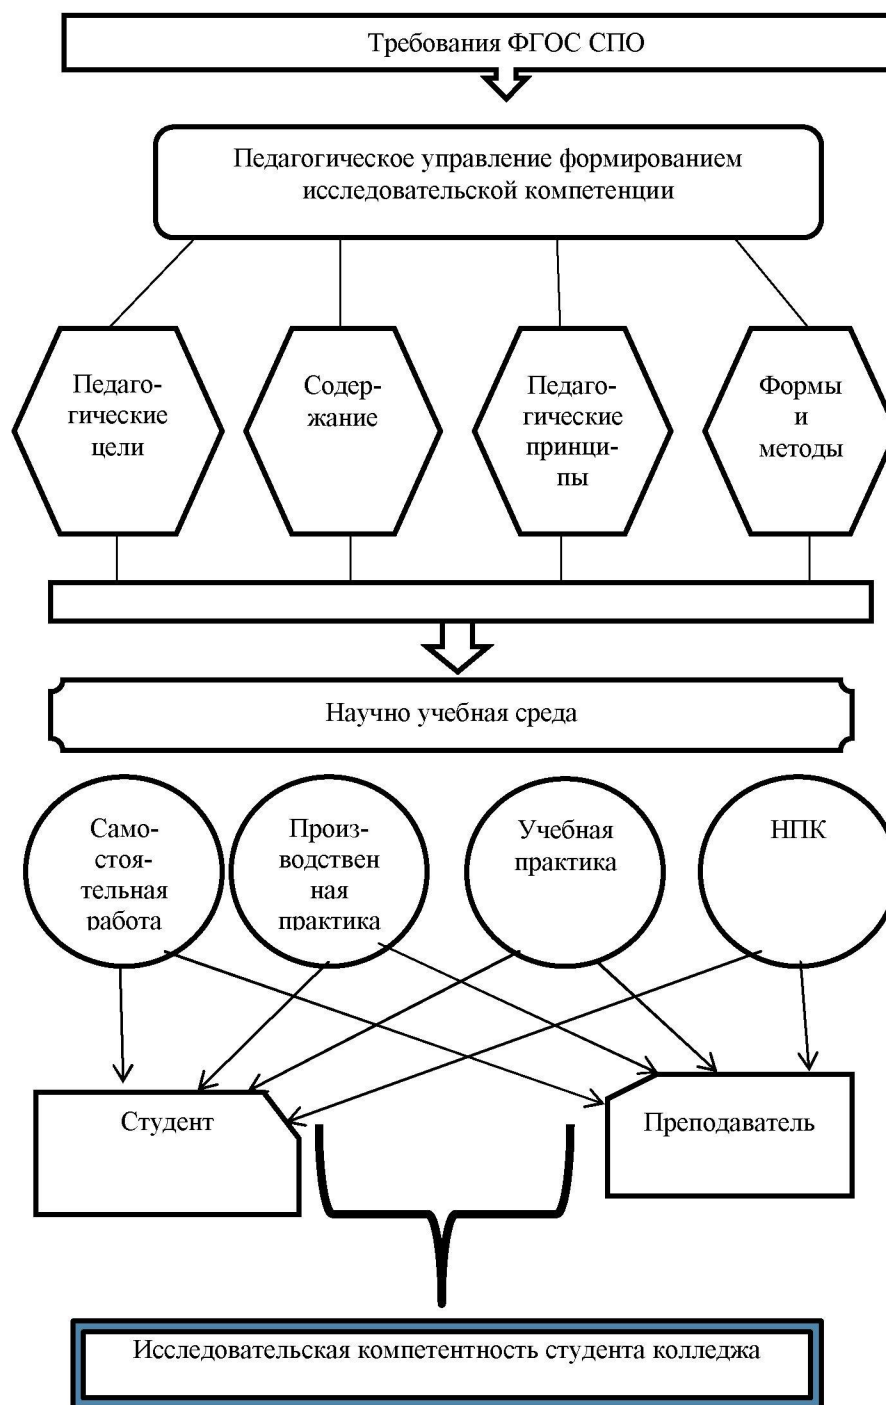 Требования ФГОС СПО
Педагогическое управление формированием
исследовательской компетенции
Педаго-
гические
цели
Содер-
жание
Педаго-
гические
принци-
пы
Формы
и
методы
Научно учебная среда
Само-
стоя-
тельная
работа
Произ-
водствен
ная
практика
Учебная
практика
НПК
Студент
Преподаватель
Исследовательская компетентность студента колледжа